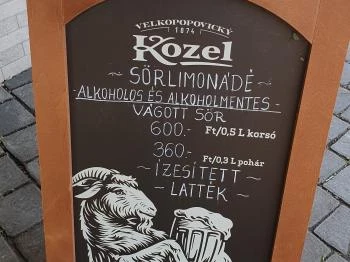 VELKOPOPOVICKÝ
1874
Kozel
~ SÖRLIMONÁDÉ ~
ALKOHOLOS ÉS ALKOHOLMENTES -
VÁGOTT SÖR
600.- Ft/0,5 L korsó
360.- Ft/0,3 L pohár
~ ÍZESÍTETT ~
LATTÉK